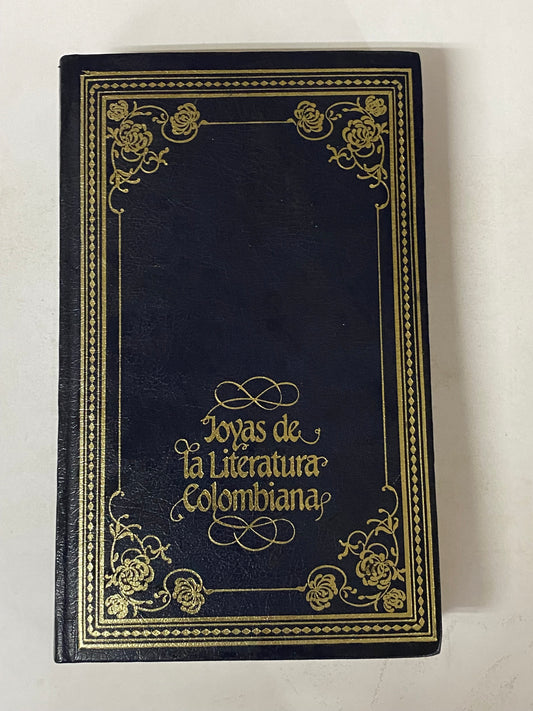 Joyas de
la Literatura
Colombiana